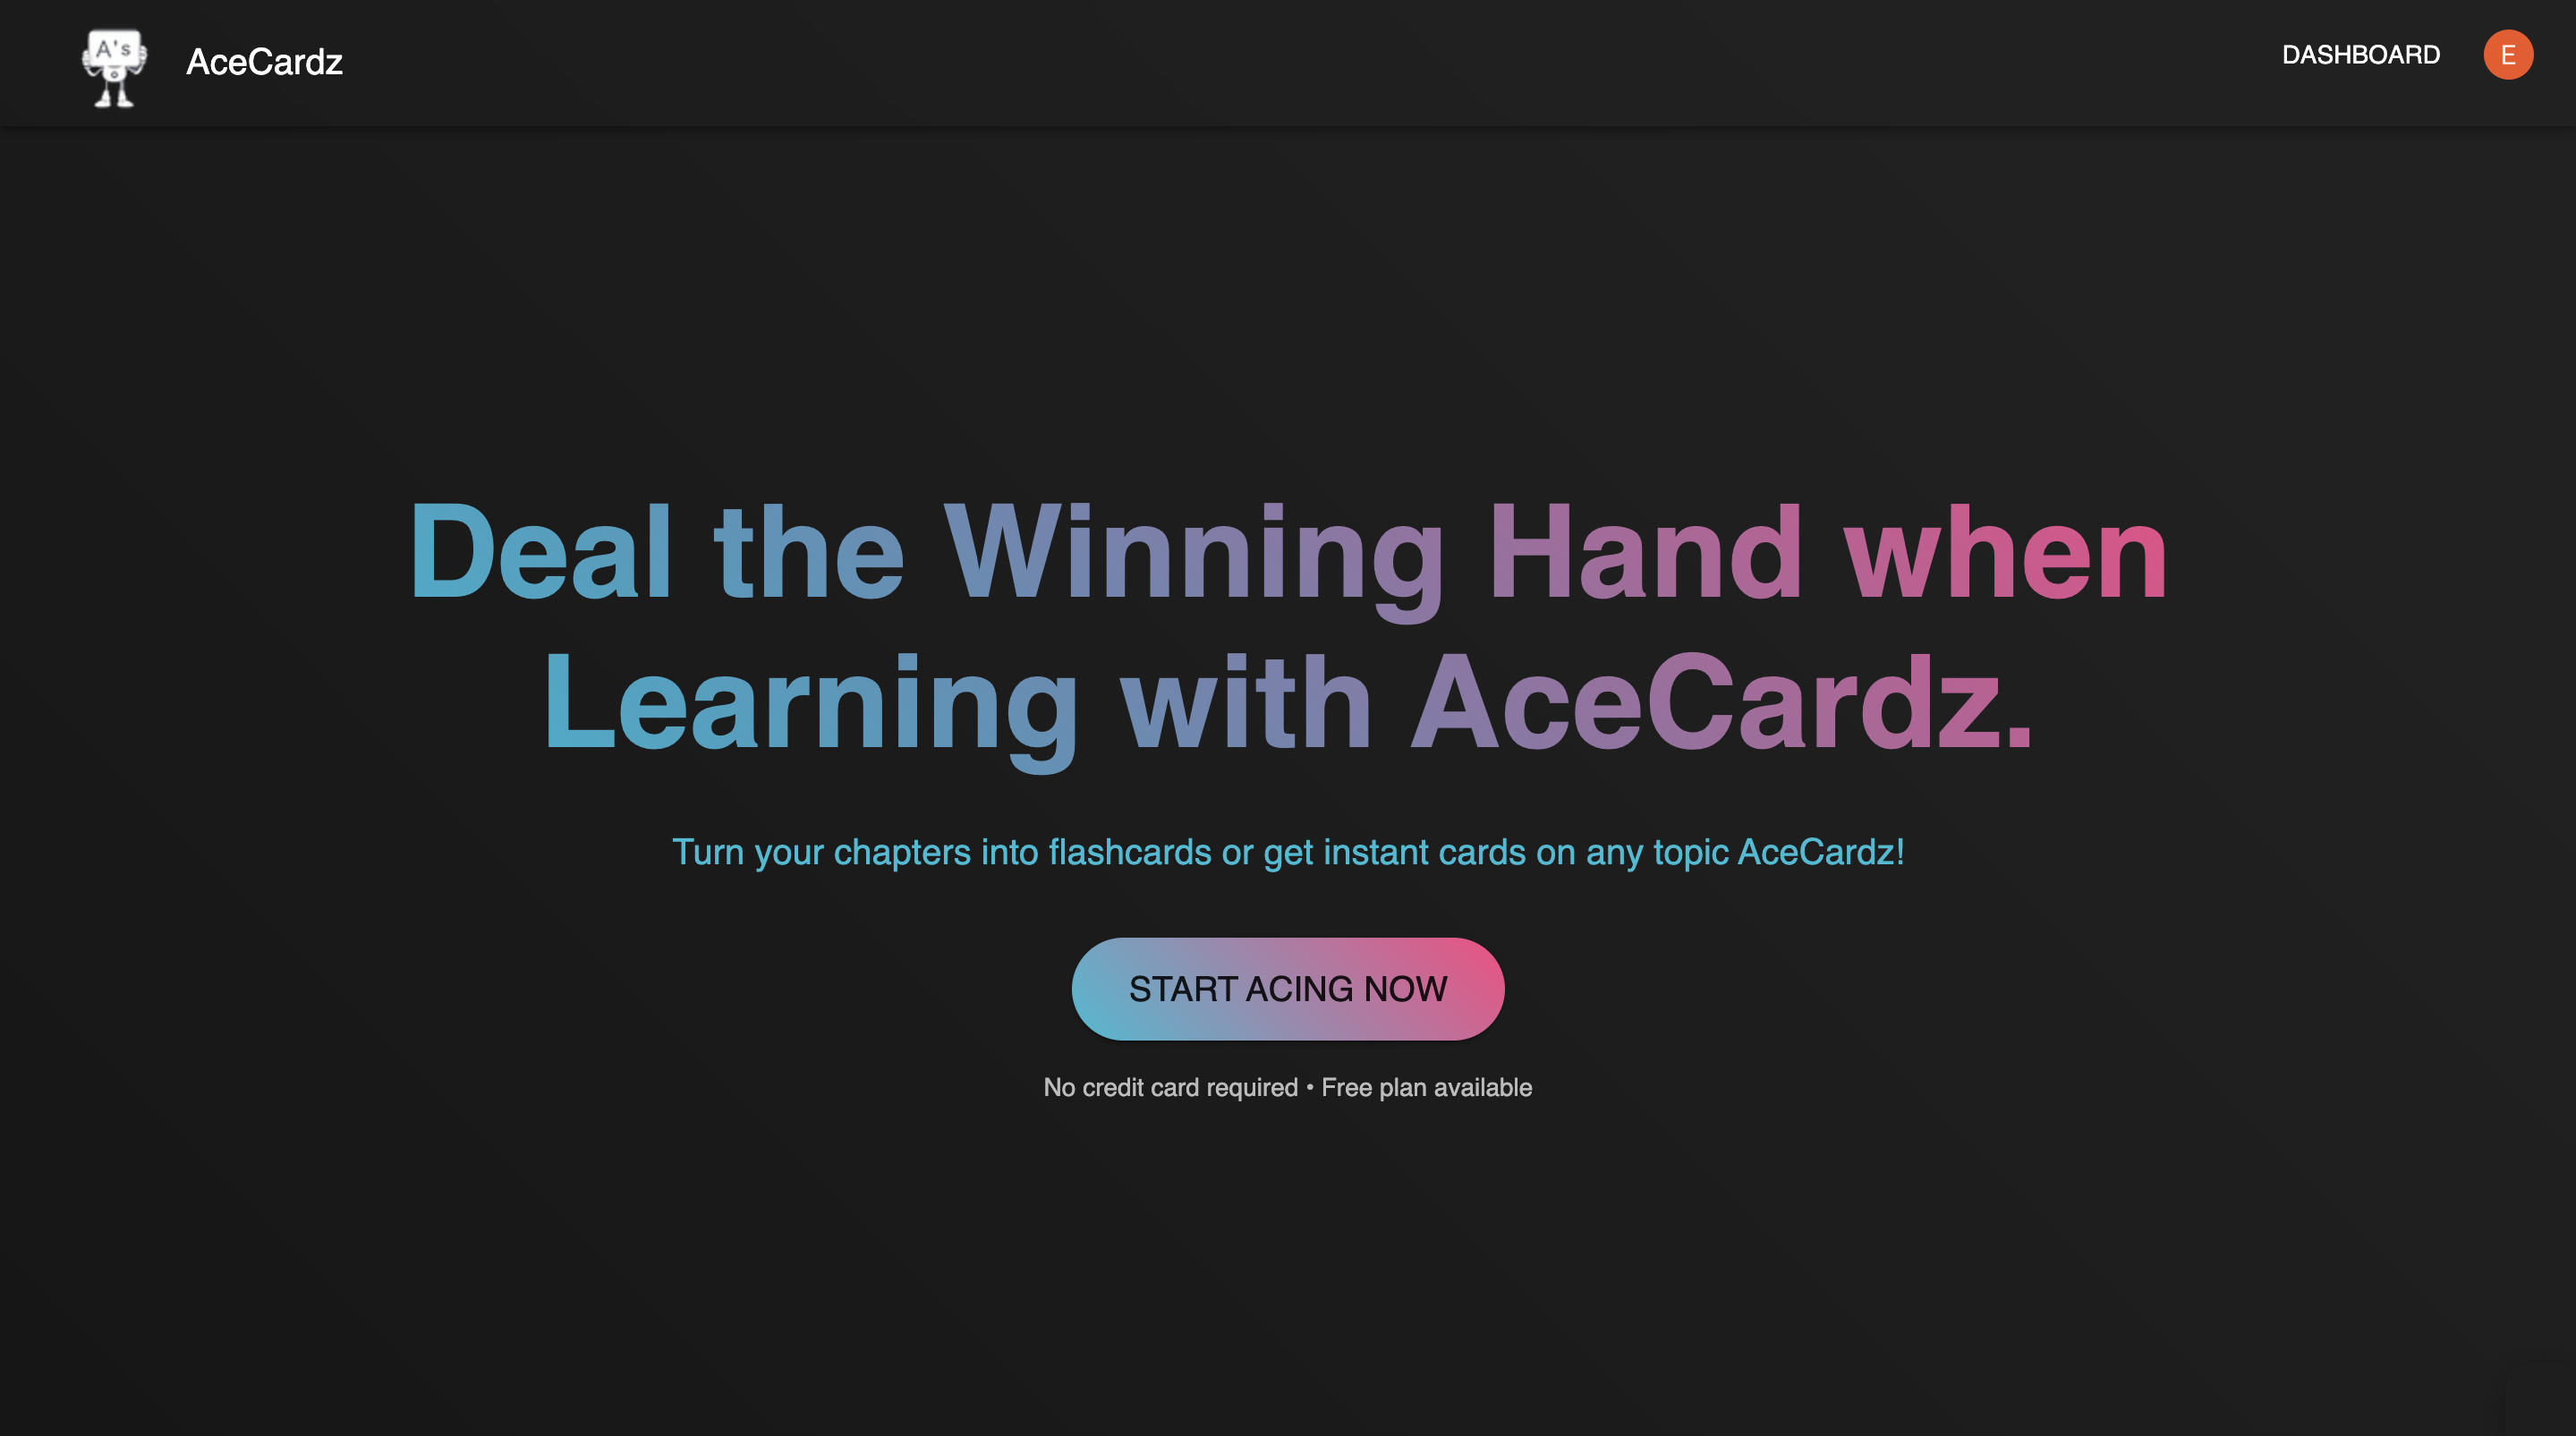 A's
AceCardz
DASHBOARD
E
Deal the Winning Hand when
Learning with AceCardz.
Turn your chapters into flashcards or get instant cards on any topic AceCardz!
START ACING NOW
No credit card required • Free plan available